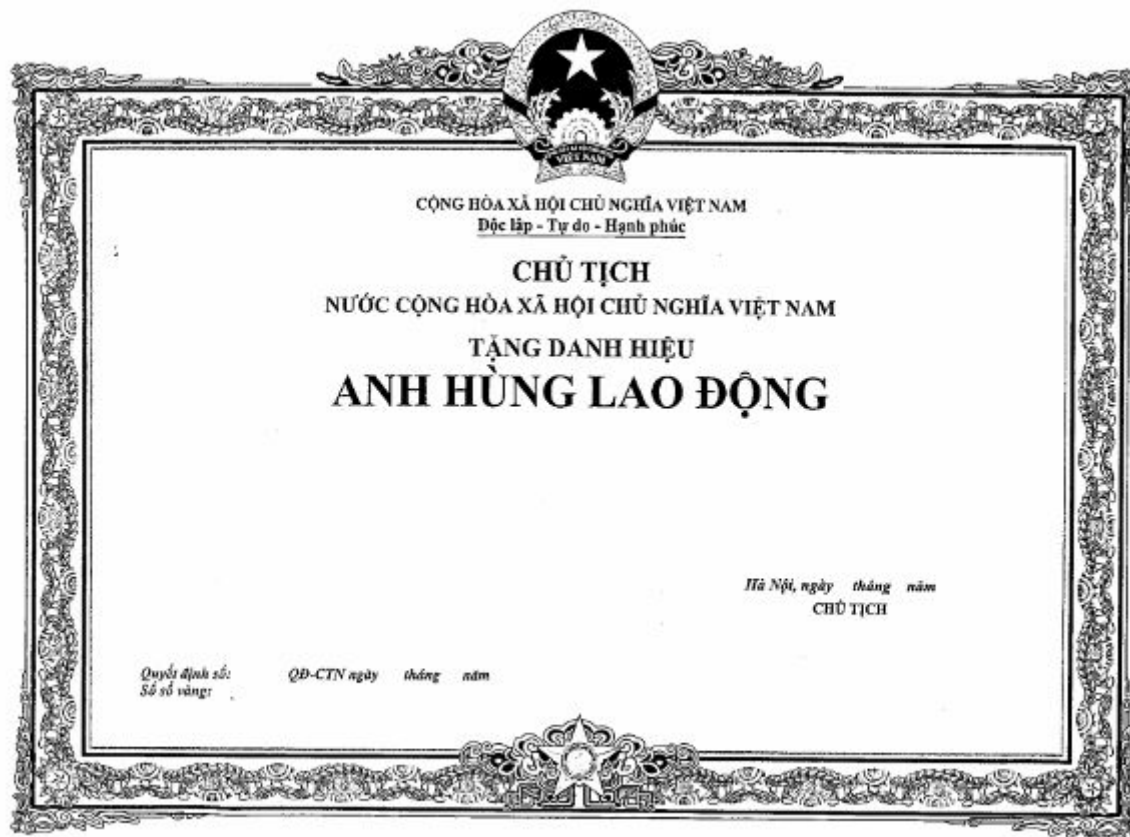 VIỆT NAM
CỘNG HÒA XÃ HỘI CHỦ NGHĨA VIỆT NAM
Độc lập - Tự do - Hạnh phúc
CHỦ TỊCH
NƯỚC CỘNG HÒA XÃ HỘI CHỦ NGHĨA VIỆT NAM
TẶNG DANH HIỆU
ANH HÙNG LAO ĐỘNG
Hà Nội, ngày tháng năm
CHỦ TỊCH
Quyết định số: QĐ-CTN ngày tháng năm
Số sổ vàng: